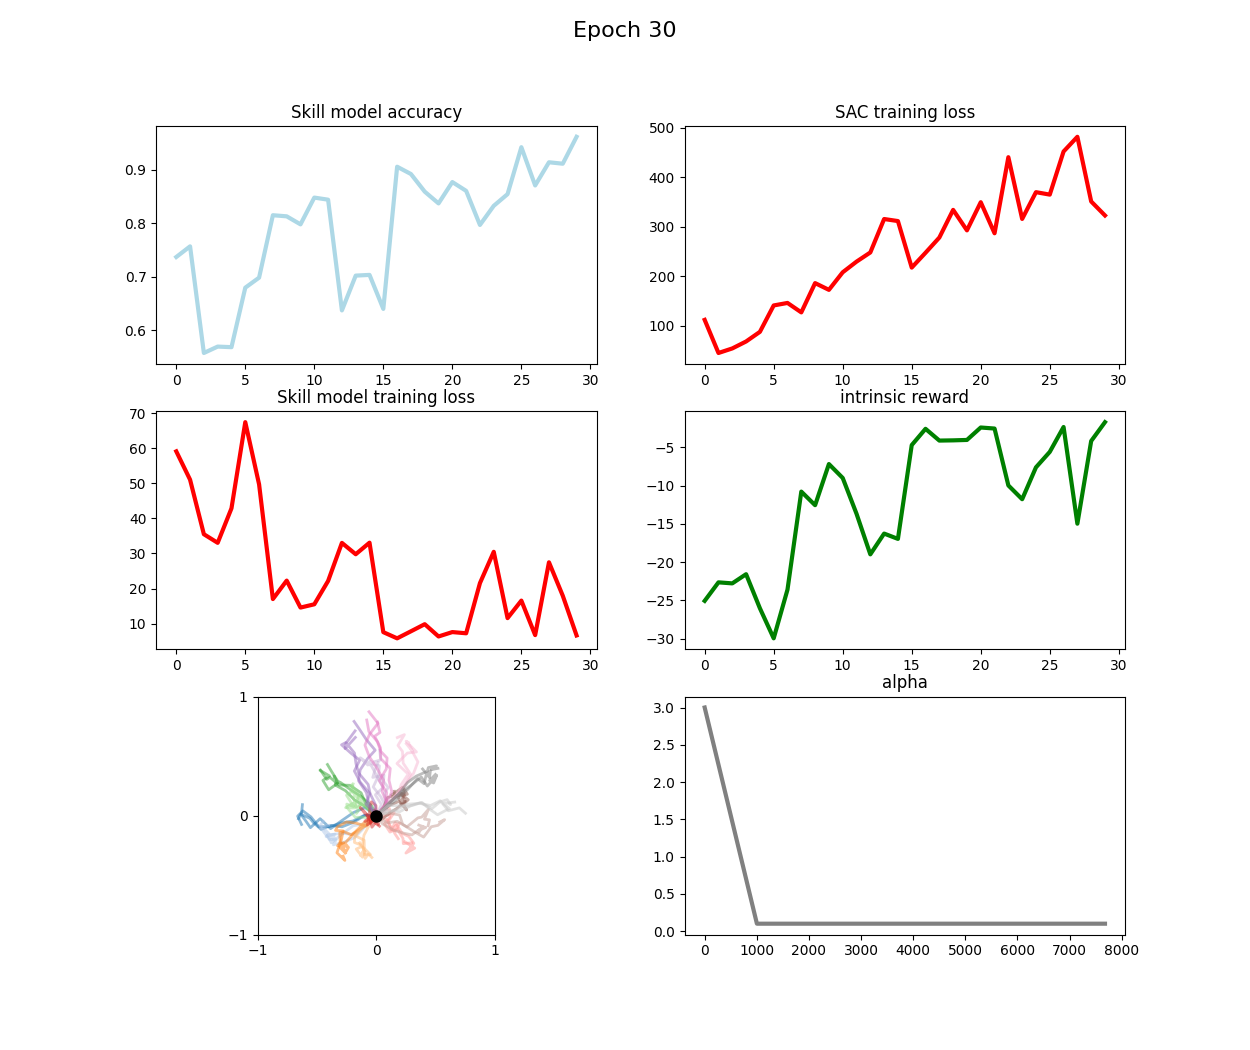 Epoch 30
Skill model accuracy
0.9
0.8
0.7
0.6
0 5 10 15 20 25 30
SAC training loss
500
400
300
200
100
0 5 10 15 20 25 30
Skill model training loss
70
60
50
40
30
20
10
0 5 10 15 20 25 30
intrinsic reward
−5
−10
−15
−20
−25
−30
0 5 10 15 20 25 30
1
0
−1
−1 0 1
alpha
3.0
2.5
2.0
1.5
1.0
0.5
0.0
0 1000 2000 3000 4000 5000 6000 7000 8000